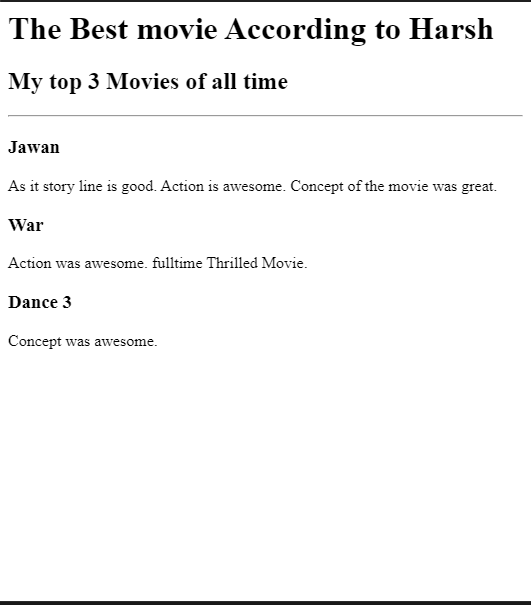 The Best movie According to Harsh
My top 3 Movies of all time
Jawan
As it story line is good. Action is awesome. Concept of the movie was great.
War
Action was awesome. fulltime Thrilled Movie.
Dance 3
Concept was awesome.